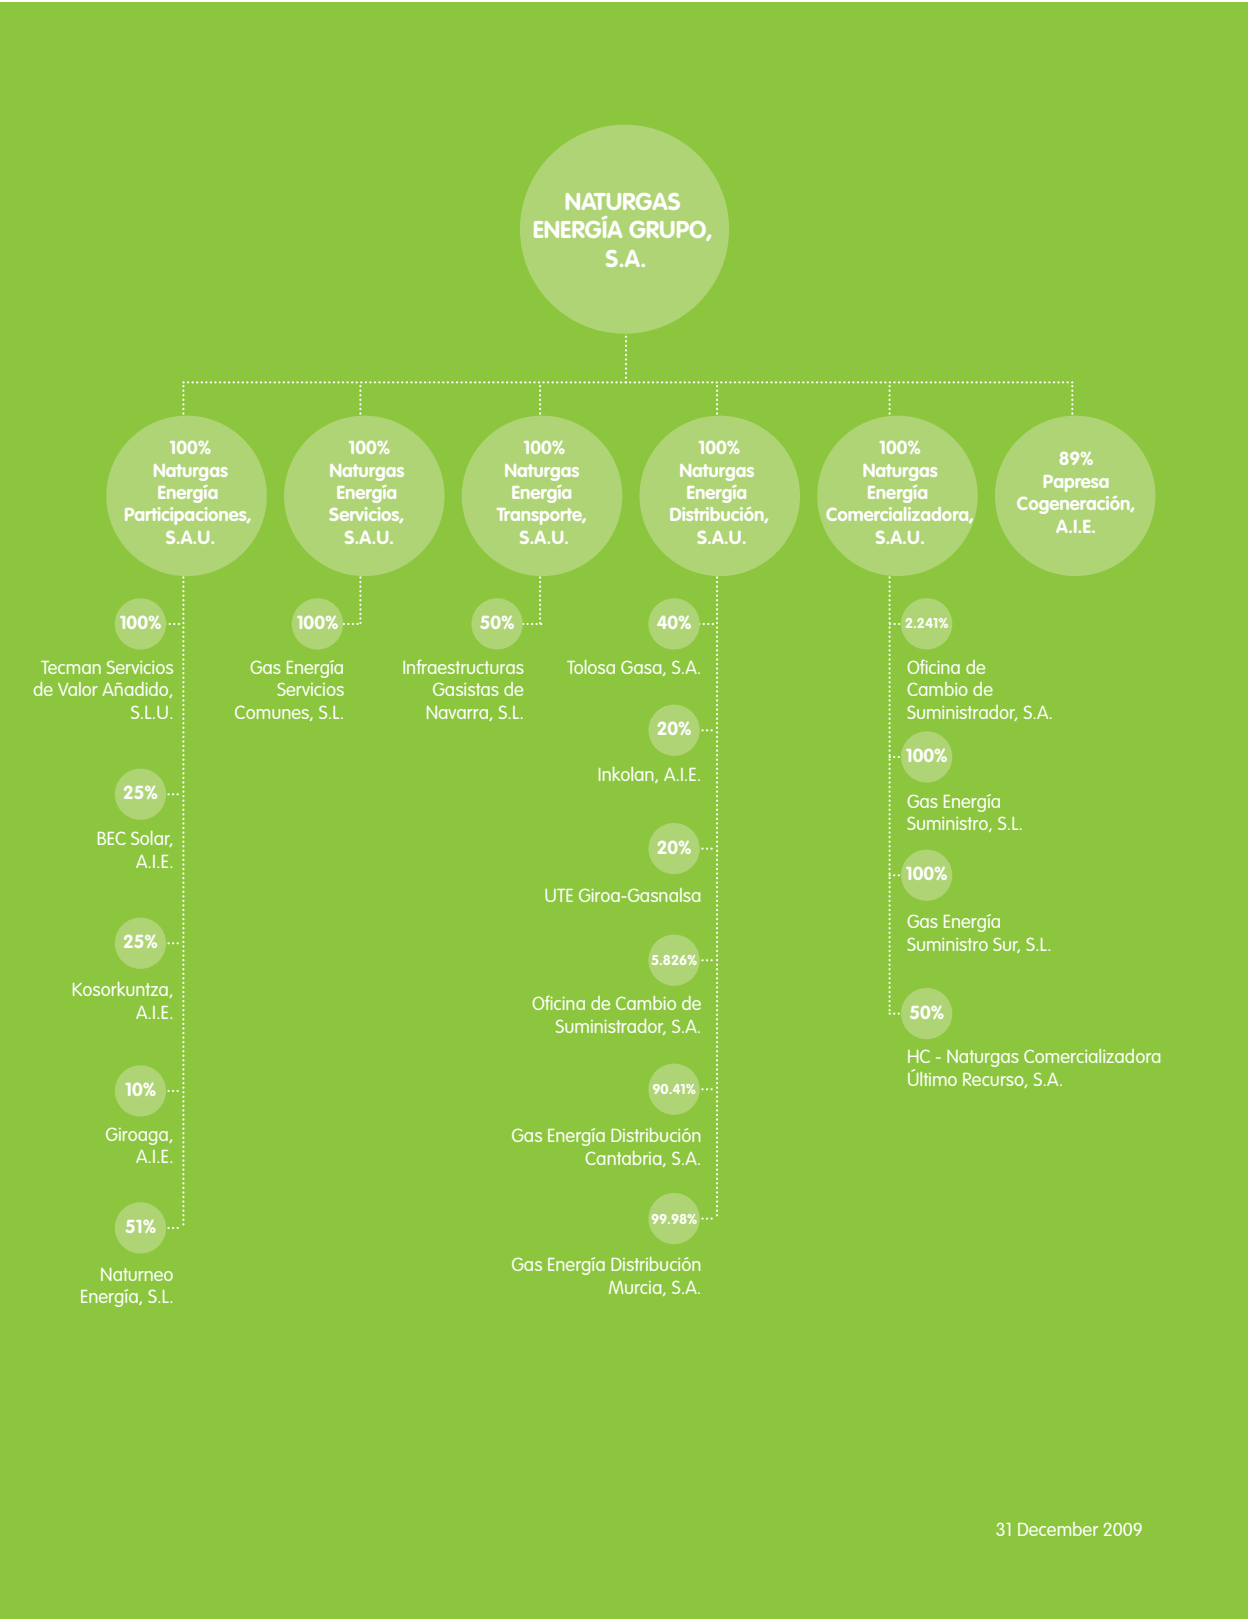 NATURGAS
ENERGÍA GRUPO,
S.A.
100%
Naturgas
Energía
Participaciones,
S.A.U.
100%
Naturgas
Energía
Servicios,
S.A.U.
100%
Naturgas
Energía
Transporte,
S.A.U.
100%
Naturgas
Energía
Distribución,
S.A.U.
100%
Naturgas
Energía
Comercializadora,
S.A.U.
89%
Papresa
Cogeneración,
A.I.E.
100%
Tecman Servicios
de Valor Añadido,
S.L.U.
25%
BEC Solar,
A.I.E.
25%
Kosorkuntza,
A.I.E.
10%
Giroaga,
A.I.E.
51%
Naturneo
Energía, S.L.
100%
Gas Energía
Servicios
Comunes, S.L.
50%
Infraestructuras
Gasistas de
Navarra, S.L.
40%
Tolosa Gasa, S.A.
20%
Inkolan, A.I.E.
20%
UTE Giroa-Gasnalsa
5.826%
Oficina de Cambio de
Suministrador, S.A.
90.41%
Gas Energía Distribución
Cantabria, S.A.
99.98%
Gas Energía Distribución
Murcia, S.A.
2.241%
Oficina de
Cambio de
Suministrador, S.A.
100%
Gas Energía
Suministro, S.L.
100%
Gas Energía
Suministro Sur, S.L.
50%
HC - Naturgas Comercializadora
Último Recurso, S.A.
31 December 2009